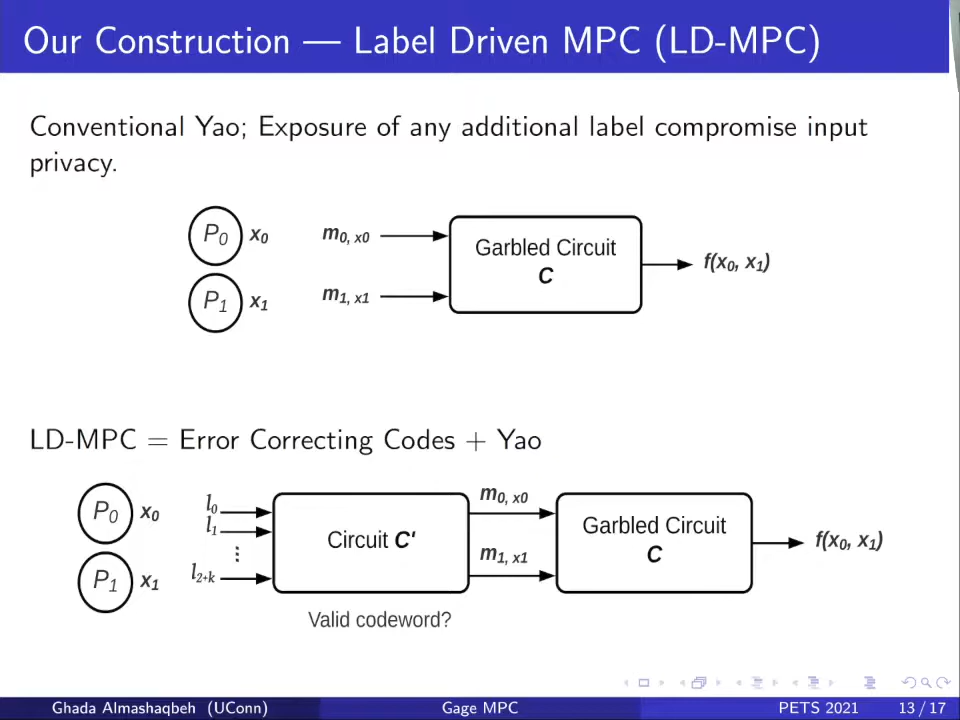 Our Construction — Label Driven MPC (LD-MPC)
Conventional Yao; Exposure of any additional label compromise input
privacy.
P0 x0 m0, x0
Garbled Circuit
C
f(x0, x1)
P1 x1 m1, x1
LD-MPC = Error Correcting Codes + Yao
P0 x0 l0
l1
⋮
l2+k
P1 x1
Circuit C'
m0, x0
m1, x1
Garbled Circuit
C
f(x0, x1)
Valid codeword?
Ghada Almashaqbeh (UConn) Gage MPC PETS 2021 13 / 17